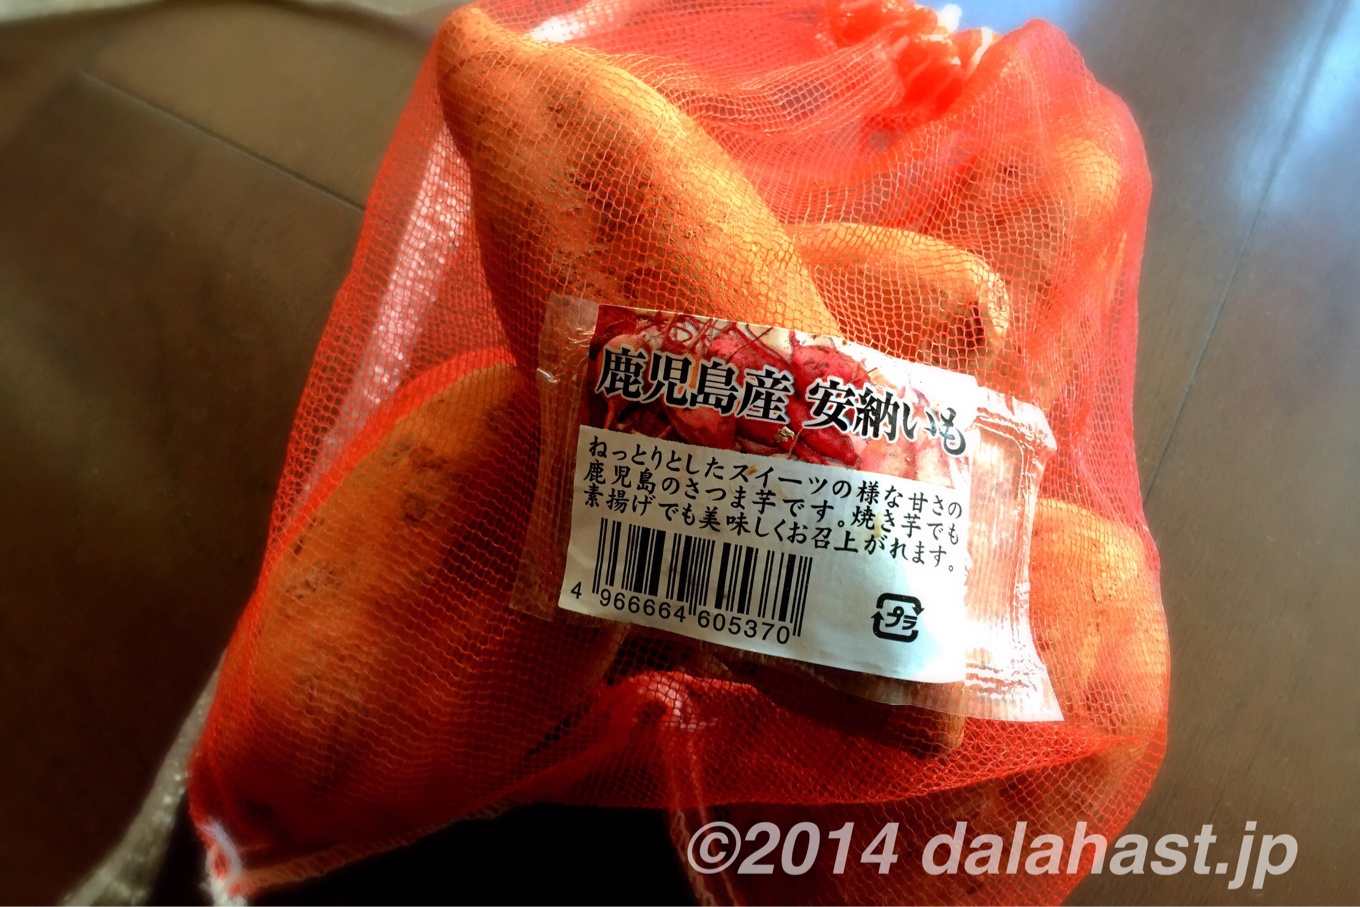 鹿児島産 安納いも
ねっとりとしたスイーツの様な甘さの
鹿児島のさつま芋です。焼き芋でも
素揚げでも美味しくお召上がれます。
4 966664 605370
プラ
©2014 dalahast.jp